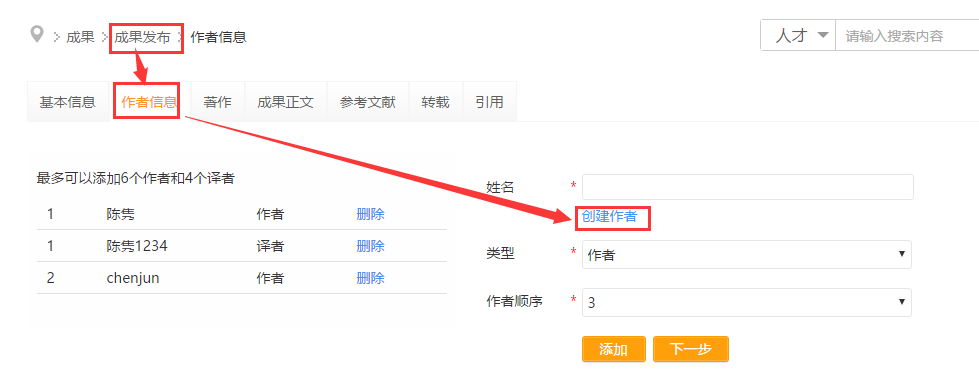 成果 > 成果发布 > 作者信息
人才 请输入搜索内容
基本信息 作者信息 著作 成果正文 参考文献 转载 引用
最多可以添加6个作者和4个译者
1 陈隽 作者 删除
1 陈隽1234 译者 删除
2 chenjun 作者 删除
姓名 *
创建作者
类型 * 作者
作者顺序 * 3
添加 下一步